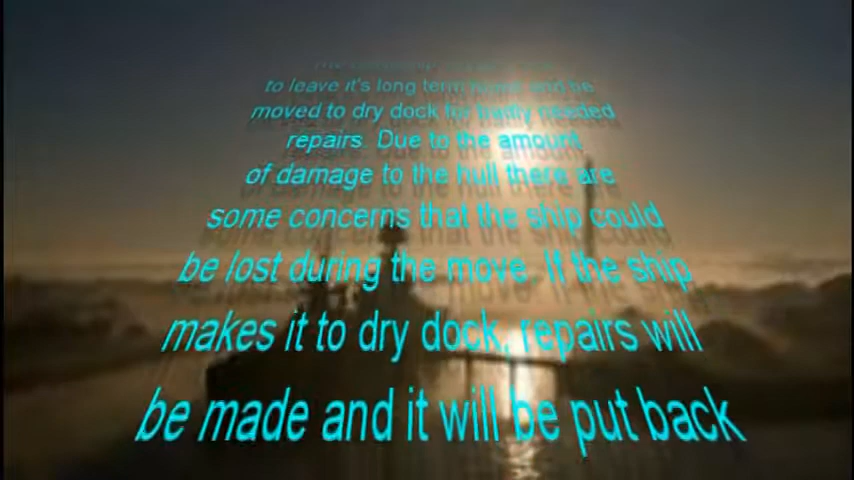 to leave it's long term home and be
moved to dry dock for badly needed
repairs. Due to the amount
of damage to the hull there are
some concerns that the ship could
be lost during the move. If the ship
makes it to dry dock, repairs will
be made and it will be put back